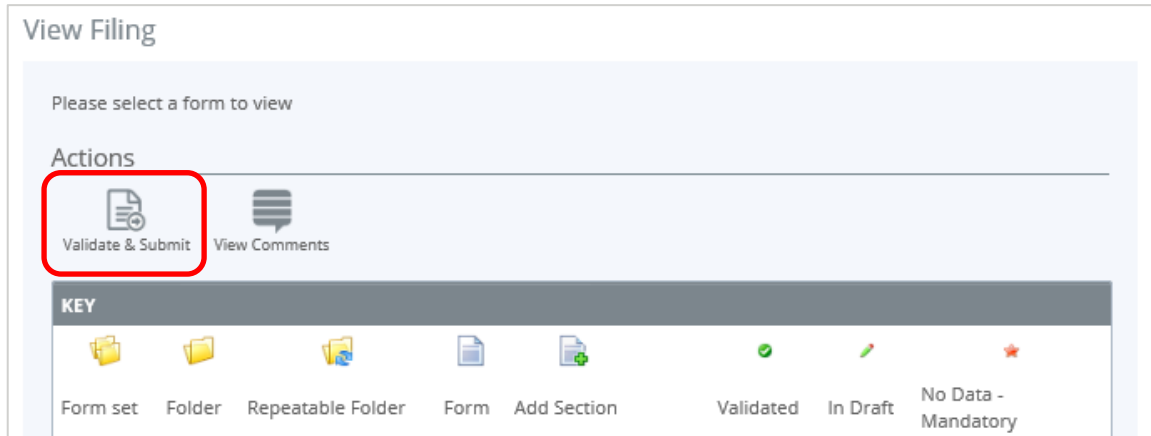 View Filing
Please select a form to view
Actions
Validate & Submit View Comments
KEY
Form set Folder Repeatable Folder Form Add Section Validated In Draft No Data -
Mandatory